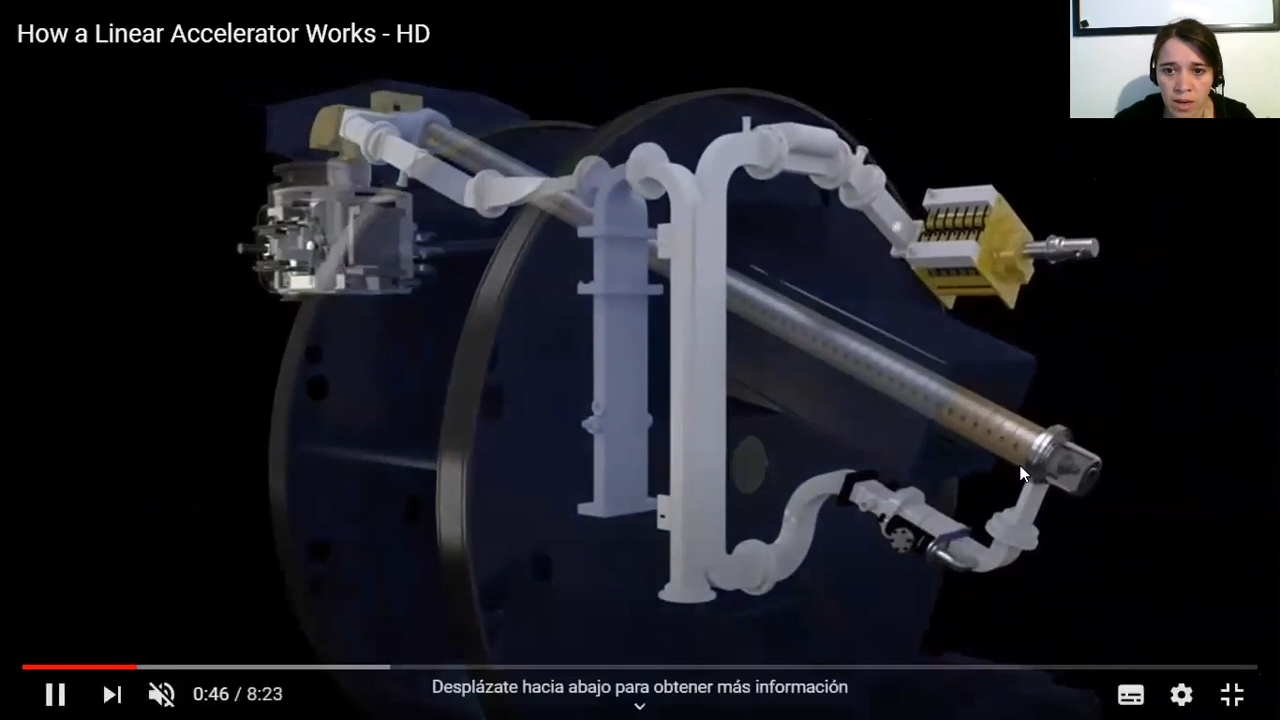 How a Linear Accelerator Works - HD
0:46 / 8:23
Desplázate hacia abajo para obtener más información